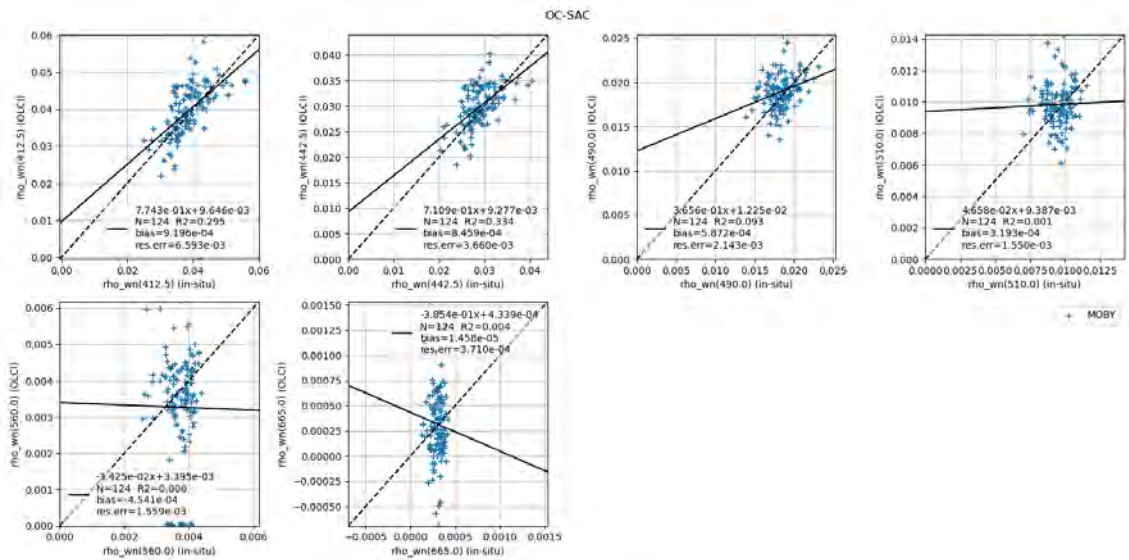 OC-SAC
rho_wn(412.5) (OLCI)
0.06
0.05
0.04
0.03
0.02
0.01
0.00
7.743e-01x+9.646e-03
N=124 R2=0.295
bias=9.196e-04
res.err=6.593e-03
0.00 0.02 0.04 0.06
rho_wn(412.5) (in-situ)
rho_wn(442.5) (OLCI)
0.040
0.035
0.030
0.025
0.020
0.015
0.010
0.005
0.000
7.109e-01x+9.277e-03
N=124 R2=0.334
bias=8.459e-04
res.err=3.660e-03
0.00 0.01 0.02 0.03 0.04
rho_wn(442.5) (in-situ)
rho_wn(490.0) (OLCI)
0.025
0.020
0.015
0.010
0.005
0.000
3.656e-01x+1.225e-02
N=124 R2=0.093
bias=5.872e-04
res.err=2.143e-03
0.000 0.005 0.010 0.015 0.020 0.025
rho_wn(490.0) (in-situ)
rho_wn(510.0) (OLCI)
0.014
0.012
0.010
0.008
0.006
0.004
0.002
0.000
4.658e-02x+9.387e-03
N=124 R2=0.001
bias=3.193e-04
res.err=1.550e-03
0.0000 0.0025 0.0050 0.0075 0.0100 0.0125
rho_wn(510.0) (in-situ)
+ MOBY
rho_wn(560.0) (OLCI)
0.006
0.005
0.004
0.003
0.002
0.001
0.000
-3.425e-02x+3.395e-03
N=124 R2=0.000
bias=-4.541e-04
res.err=1.559e-03
0.000 0.002 0.004 0.006
rho_wn(560.0) (in-situ)
rho_wn(665.0) (OLCI)
0.00150
0.00125
0.00100
0.00075
0.00050
0.00025
0.00000
−0.00025
−0.00050
-3.854e-01x+4.339e-04
N=124 R2=0.004
bias=1.458e-05
res.err=3.710e-04
−0.0005 0.0000 0.0005 0.0010 0.0015
rho_wn(665.0) (in-situ)